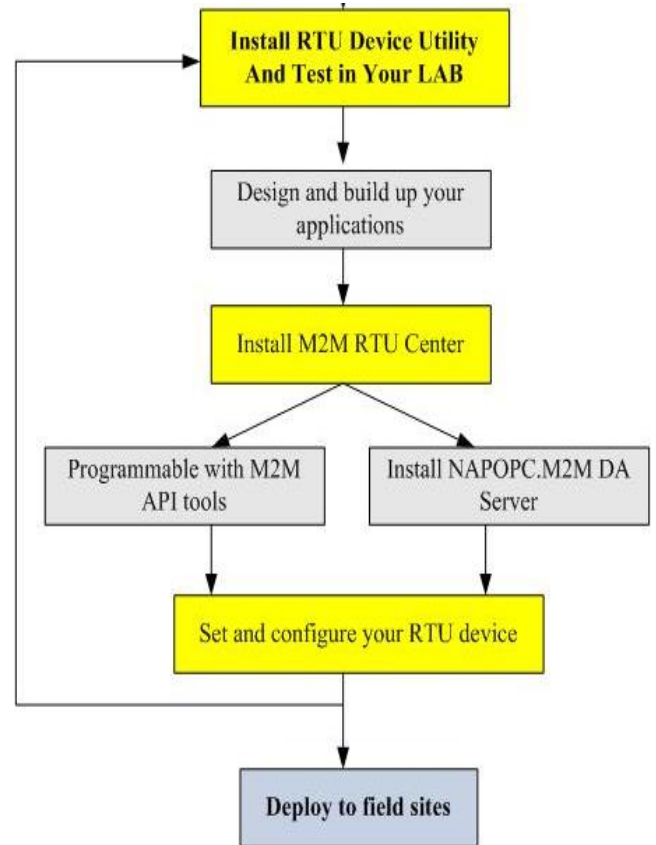 Install RTU Device Utility
And Test in Your LAB
Design and build up your
applications
Install M2M RTU Center
Programmable with M2M
API tools
Install NAPOPC.M2M DA
Server
Set and configure your RTU device
Deploy to field sites